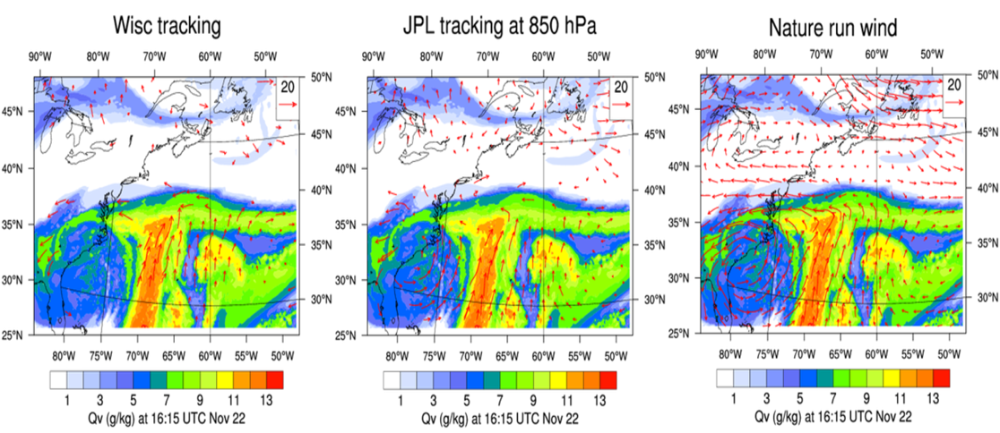 Wisc tracking
90°W 80°W 70°W 60°W 50°W
50°N
20
45°N
45°N
40°N
40°N
35°N
35°N
30°N
30°N
25°N
80°W 75°W 70°W 65°W 60°W 55°W 50°W
1 3 5 7 9 11 13
Qv (g/kg) at 16:15 UTC Nov 22
JPL tracking at 850 hPa
90°W 80°W 70°W 60°W 50°W
50°N
20
45°N
45°N
40°N
40°N
35°N
35°N
30°N
30°N
25°N
80°W 75°W 70°W 65°W 60°W 55°W 50°W
1 3 5 7 9 11 13
Qv (g/kg) at 16:15 UTC Nov 22
Nature run wind
90°W 80°W 70°W 60°W 50°W
50°N
20
45°N
45°N
40°N
40°N
35°N
35°N
30°N
30°N
25°N
80°W 75°W 70°W 65°W 60°W 55°W 50°W
1 3 5 7 9 11 13
Qv (g/kg) at 16:15 UTC Nov 22